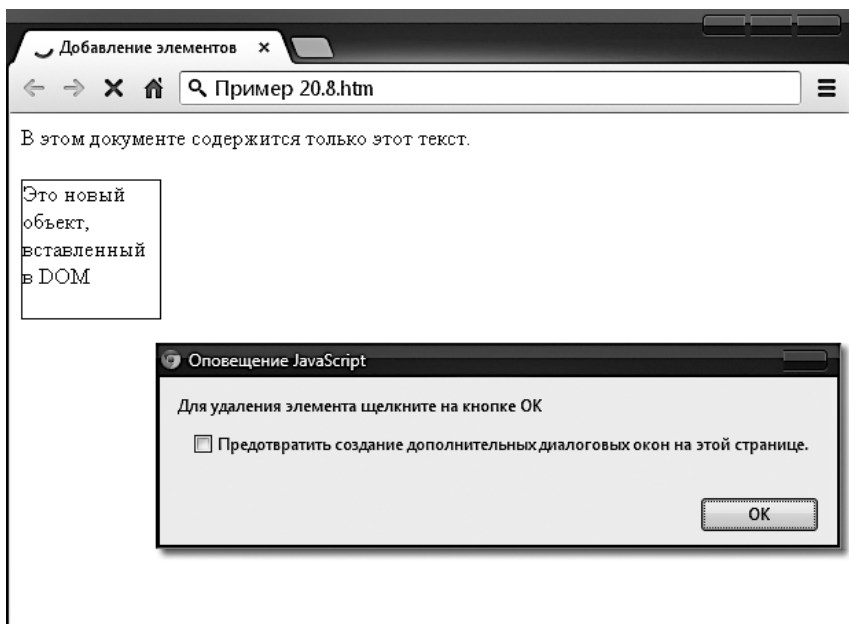 Добавление элементов
Пример 20.8.htm
В этом документе содержится только этот текст.
Это новый
объект,
вставленный
в DOM
Оповещение JavaScript
Для удаления элемента щелкните на кнопке OK
Предотвратить создание дополнительных диалоговых окон на этой странице.
OK